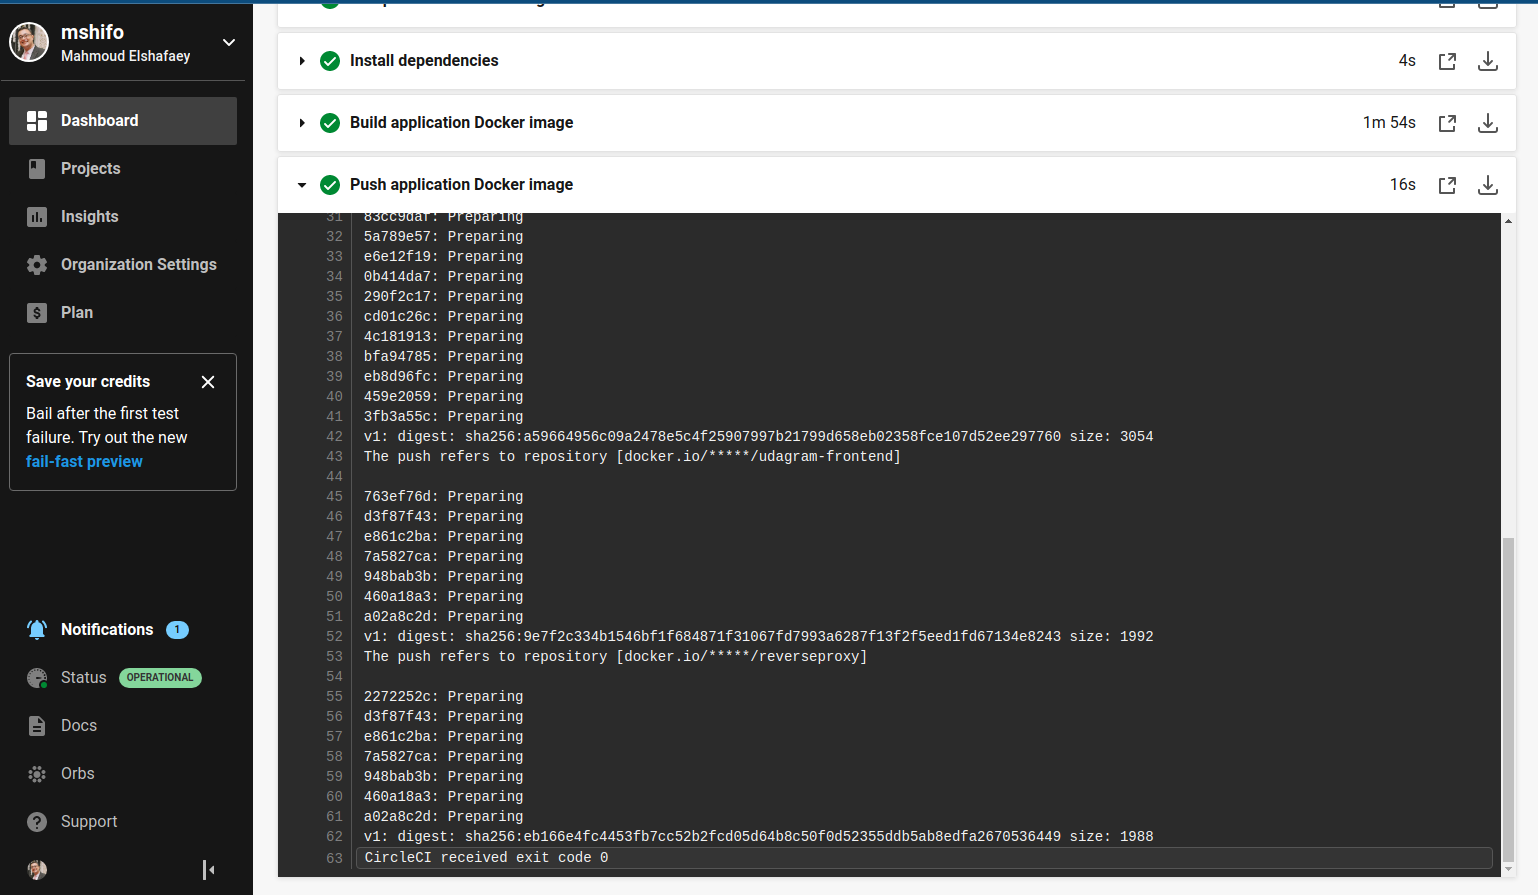 mshifo
Mahmoud Elshafaey
Dashboard
Projects
Insights
Organization Settings
Plan
Save your credits
Bail after the first test
failure. Try out the new
fail-fast preview
Notifications 1
Status OPERATIONAL
Docs
Orbs
Support
Install dependencies 4s
Build application Docker image 1m 54s
Push application Docker image 16s
31 83cc9daf: Preparing
32 5a789e57: Preparing
33 e6e12f19: Preparing
34 0b414da7: Preparing
35 290f2c17: Preparing
36 cd01c26c: Preparing
37 4c181913: Preparing
38 bfa94785: Preparing
39 eb8d96fc: Preparing
40 459e2059: Preparing
41 3fb3a55c: Preparing
42 v1: digest: sha256:a59664956c09a2478e5c4f25907997b21799d658eb02358fce107d52ee297760 size: 3054
43 The push refers to repository [docker.io/*****/udagram-frontend]
44
45 763ef76d: Preparing
46 d3f87f43: Preparing
47 e861c2ba: Preparing
48 7a5827ca: Preparing
49 948bab3b: Preparing
50 460a18a3: Preparing
51 a02a8c2d: Preparing
52 v1: digest: sha256:9e7f2c334b1546bf1f684871f31067fd7993a6287f13f2f5eed1fd67134e8243 size: 1992
53 The push refers to repository [docker.io/*****/reverseproxy]
54
55 2272252c: Preparing
56 d3f87f43: Preparing
57 e861c2ba: Preparing
58 7a5827ca: Preparing
59 948bab3b: Preparing
60 460a18a3: Preparing
61 a02a8c2d: Preparing
62 v1: digest: sha256:eb166e4fc4453fb7cc52b2fcd05d64b8c50f0d52355ddb5ab8edfa2670536449 size: 1988
63 CircleCI received exit code 0